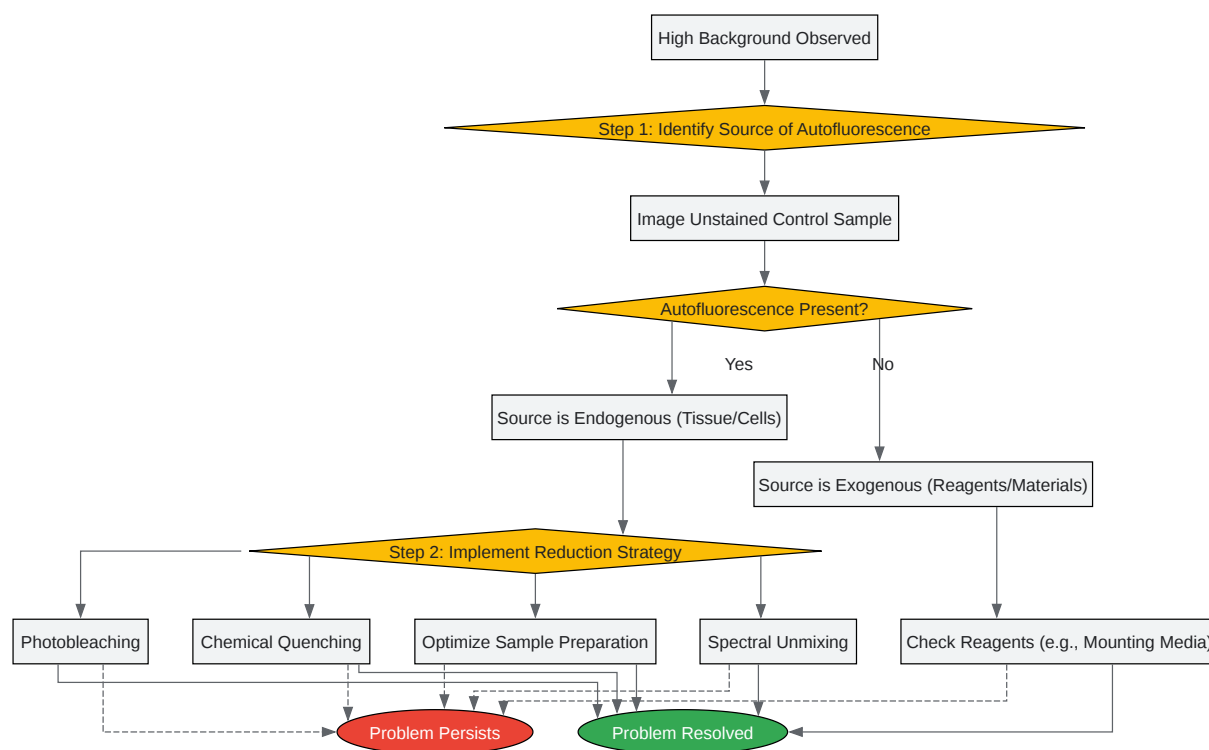 High Background Observed
Step 1: Identify Source of Autofluorescence
Image Unstained Control Sample
Autofluorescence Present?
Yes
No
Source is Endogenous (Tissue/Cells)
Source is Exogenous (Reagents/Materials)
Step 2: Implement Reduction Strategy
Photobleaching
Chemical Quenching
Optimize Sample Preparation
Spectral Unmixing
Check Reagents (e.g., Mounting Media)
Problem Persists
Problem Resolved